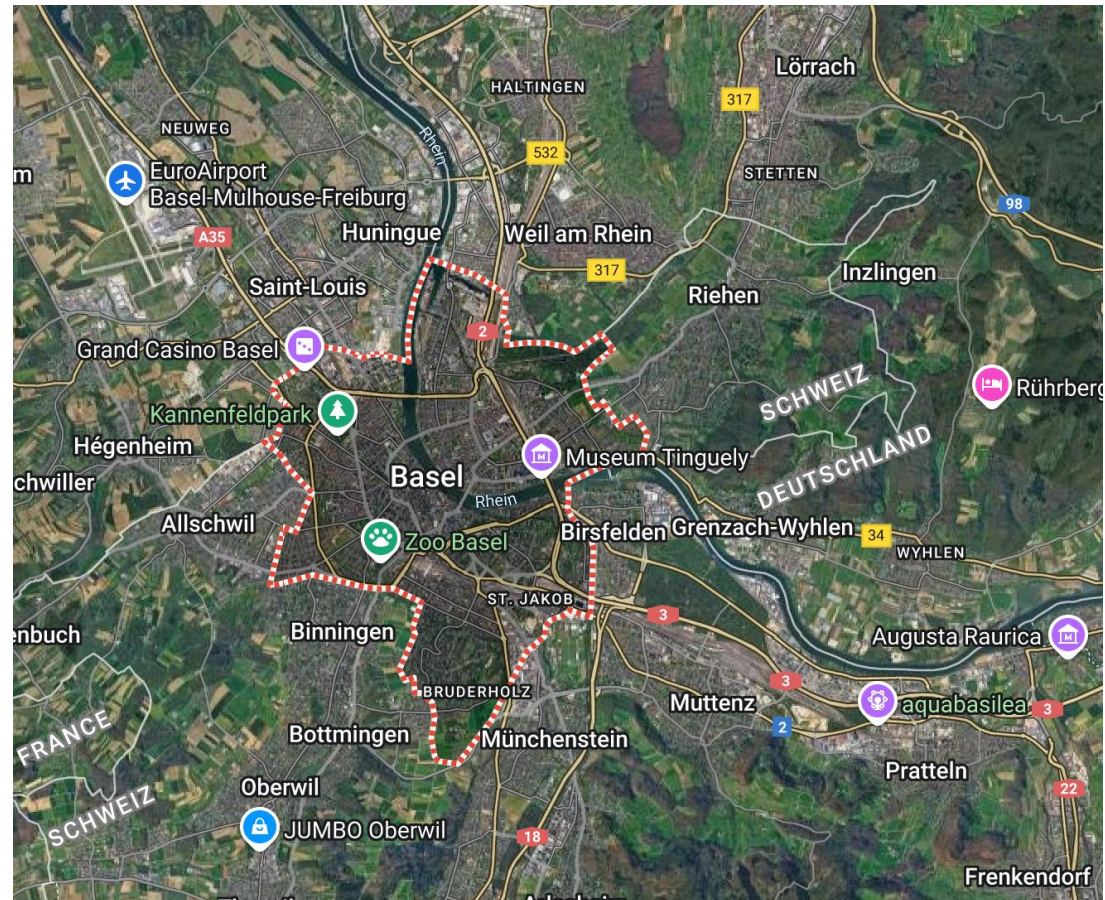 Lörrach
HALTINGEN
317
NEUWEG
Rhein
532
STETTEN
m
EuroAirport
Basel-Mulhouse-Freiburg
98
A35
Huningue
Weil am Rhein
317
Inzlingen
Saint-Louis
Riehen
2
Grand Casino Basel
SCHWEIZ
Rührberg
Kannenfeldpark
Hégenheim
Museum Tinguely
DEUTSCHLAND
chwiller
Basel
Rhein
Allschwil
Birsfelden
Grenzach-Wyhlen
34
WYHLEN
Zoo Basel
ST. JAKOB
3
enbuch
Binningen
Augusta Raurica
BRUDERHOLZ
3
Muttenz
aquabasilea
3
FRANCE
2
Bottmingen
Münchenstein
Pratteln
Oberwil
22
SCHWEIZ
JUMBO Oberwil
18
Frenkendorf